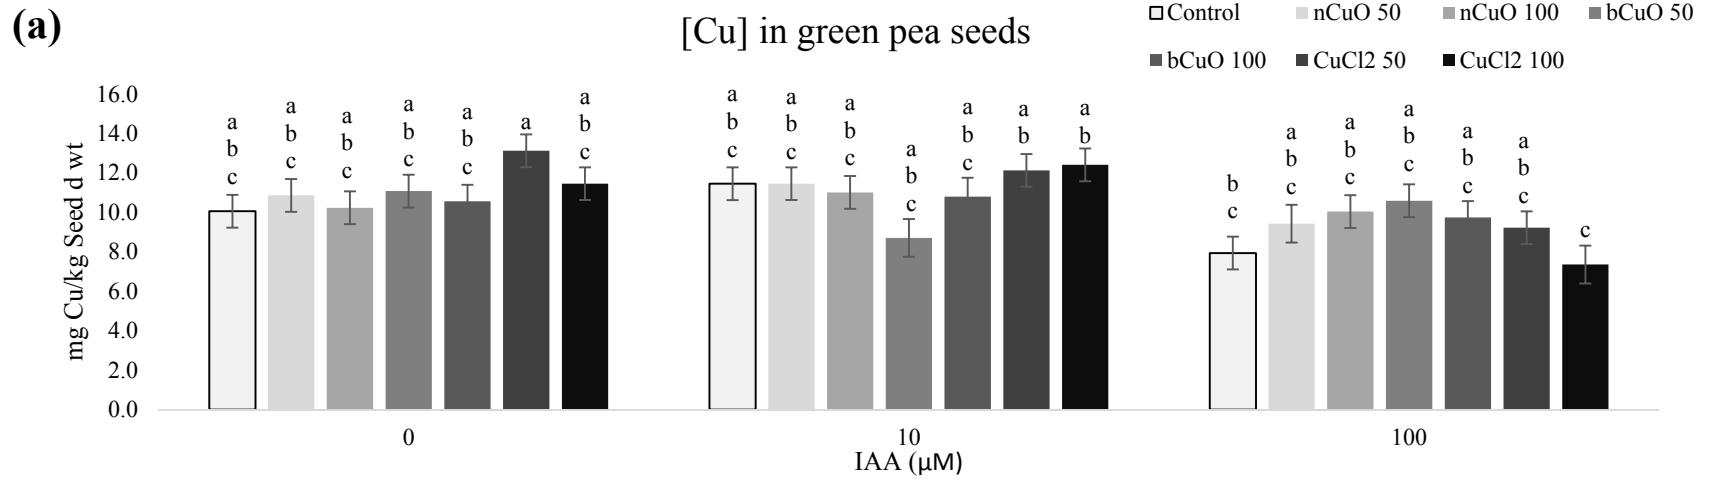 (a)
[Cu] in green pea seeds
Control
nCuO 50
nCuO 100
bCuO 50
bCuO 100
CuCl2 50
CuCl2 100
mg Cu/kg Seed d wt
16.0
14.0
12.0
10.0
8.0
6.0
4.0
2.0
0.0
a
b
c
a
b
c
a
b
c
a
b
c
a
b
c
a
a
b
c
a
b
c
a
b
c
a
b
c
a
b
c
a
b
c
a
b
a
b
b
c
a
b
c
a
b
c
a
b
c
a
b
c
a
b
c
c
0
10
100
IAA (µM)